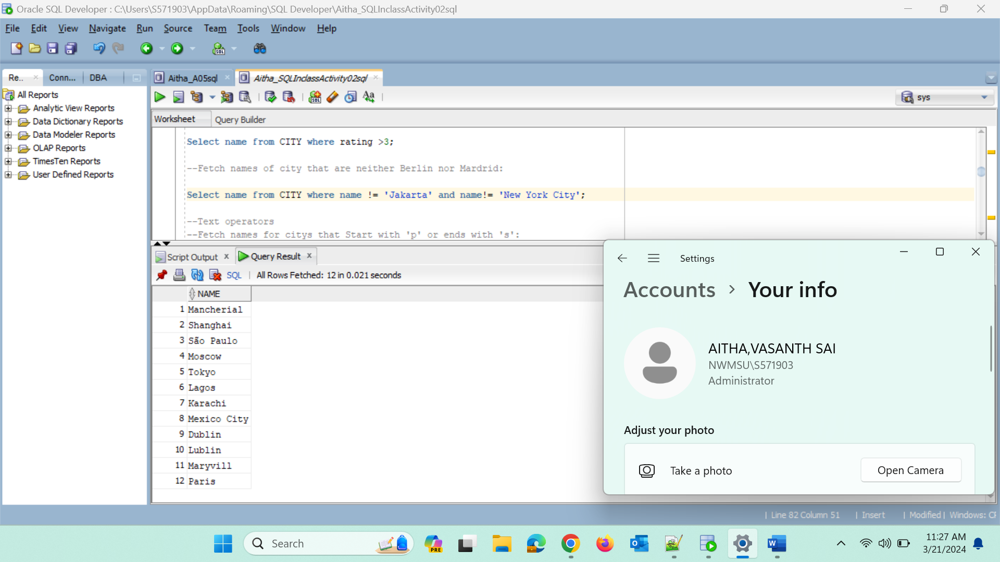 Oracle SQL Developer : C:\Users\S571903\AppData\Roaming\SQL Developer\Aitha_SQLInclassActivity02sql
File Edit View Navigate Run Source Team Tools Window Help
SQL
Re.. Conn... DBA
Aitha_A05sql Aitha_SQLInclassActivity02sql
All Reports
Analytic View Reports
Data Dictionary Reports
Data Modeler Reports
OLAP Reports
TimesTen Reports
User Defined Reports
SQL Aa sys
Worksheet Query Builder
Select name from CITY where rating >3;
--Fetch names of city that are neither Berlin nor Mardrid:
Select name from CITY where name != 'Jakarta' and name!= 'New York City';
--Text operators
--Fetch names for citys that Start with 'p' or ends with 's':
Script Output x Query Result x
SQL | All Rows Fetched: 12 in 0.021 seconds
NAME
1 Mancherial
2 Shanghai
3 São Paulo
4 Moscow
5 Tokyo
6 Lagos
7 Karachi
8 Mexico City
9 Dublin
10 Lublin
11 Maryvill
12 Paris
Settings
Accounts > Your info
AITHA,VASANTH SAI
NWMSU\S571903
Administrator
Adjust your photo
Take a photo Open Camera
| Line 82 Column 51 | Insert | Modified | Windows: CF
Search
PRE
11:27 AM
3/21/2024